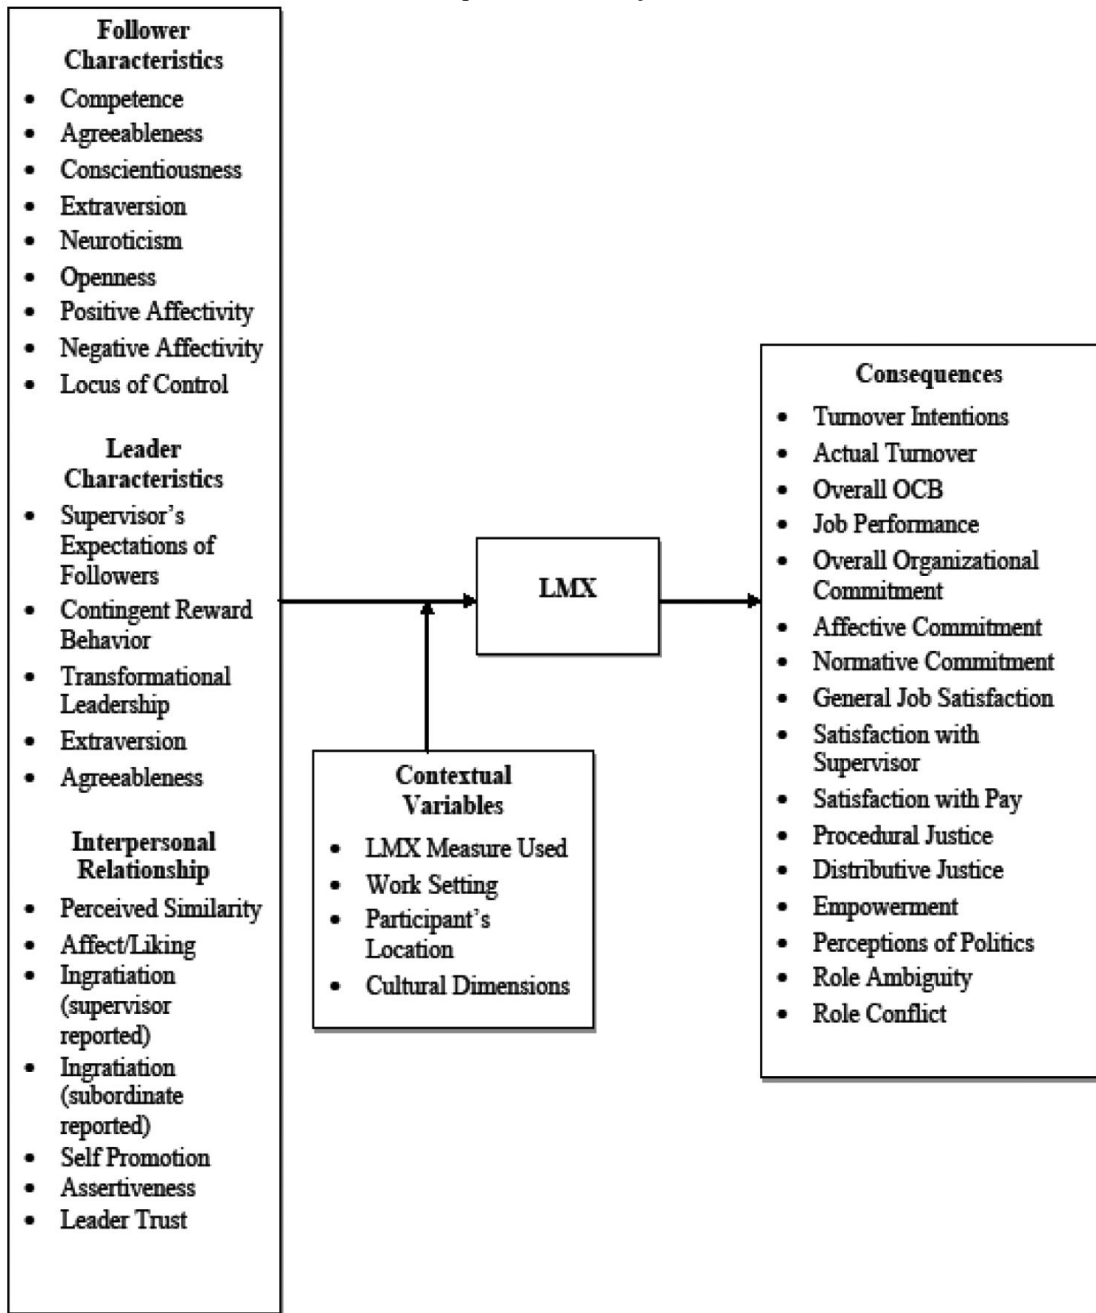 Follower
Characteristics
• Competence
• Agreeableness
• Conscientiousness
• Extraversion
• Neuroticism
• Openness
• Positive Affectivity
• Negative Affectivity
• Locus of Control
Leader
Characteristics
• Supervisor's
Expectations of
Followers
• Contingent Reward
Behavior
• Transformational
Leadership
• Extraversion
• Agreeableness
Interpersonal
Relationship
• Perceived Similarity
• Affect/Liking
• Ingratiation
(supervisor
reported)
• Ingratiation
(subordinate
reported)
• Self Promotion
• Assertiveness
• Leader Trust
LMX
Contextual
Variables
• LMX Measure Used
• Work Setting
• Participant's
Location
• Cultural Dimensions
Consequences
• Turnover Intentions
• Actual Turnover
• Overall OCB
• Job Performance
• Overall Organizational
Commitment
• Affective Commitment
• Normative Commitment
• General Job Satisfaction
• Satisfaction with
Supervisor
• Satisfaction with Pay
• Procedural Justice
• Distributive Justice
• Empowerment
• Perceptions of Politics
• Role Ambiguity
• Role Conflict